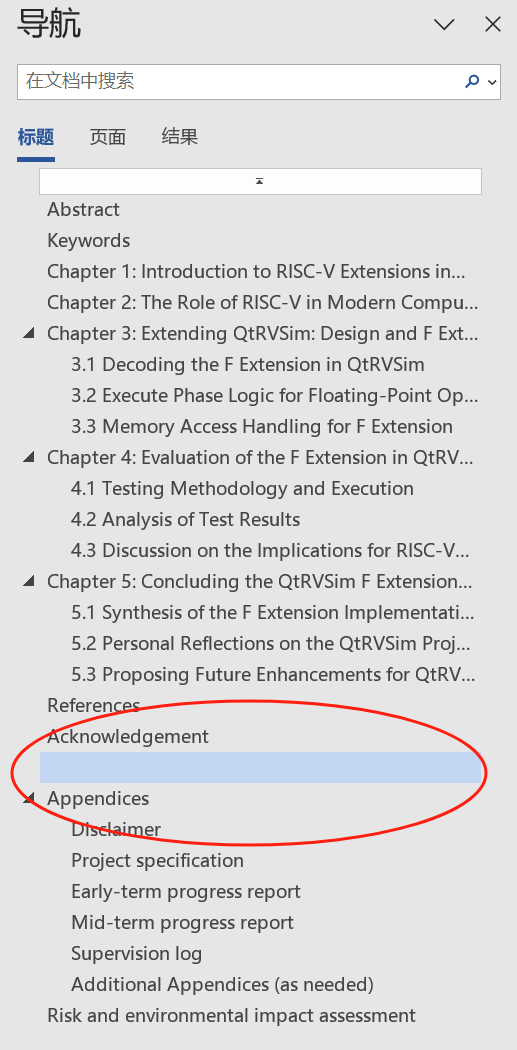 导航
在文档中搜索
标题 页面 结果
Abstract
Keywords
Chapter 1: Introduction to RISC-V Extensions in...
Chapter 2: The Role of RISC-V in Modern Compu...
Chapter 3: Extending QtRVSim: Design and F Ext...
3.1 Decoding the F Extension in QtRVSim
3.2 Execute Phase Logic for Floating-Point Op...
3.3 Memory Access Handling for F Extension
Chapter 4: Evaluation of the F Extension in QtRV...
4.1 Testing Methodology and Execution
4.2 Analysis of Test Results
4.3 Discussion on the Implications for RISC-V...
Chapter 5: Concluding the QtRVSim F Extension...
5.1 Synthesis of the F Extension Implementati...
5.2 Personal Reflections on the QtRVSim Proj...
5.3 Proposing Future Enhancements for QtRV...
References
Acknowledgement
Appendices
Disclaimer
Project specification
Early-term progress report
Mid-term progress report
Supervision log
Additional Appendices (as needed)
Risk and environmental impact assessment